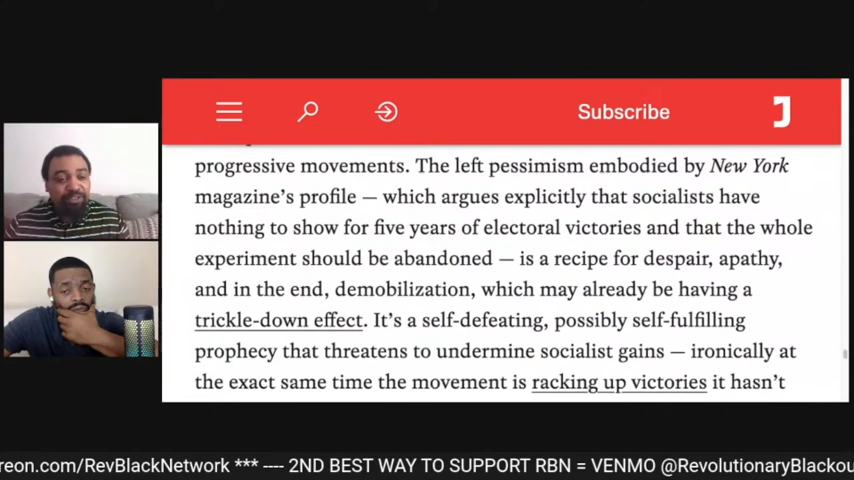 Subscribe
progressive movements. The left pessimism embodied by New York
magazine's profile — which argues explicitly that socialists have
nothing to show for five years of electoral victories and that the whole
experiment should be abandoned — is a recipe for despair, apathy,
and in the end, demobilization, which may already be having a
trickle-down effect. It's a self-defeating, possibly self-fulfilling
prophecy that threatens to undermine socialist gains — ironically at
the exact same time the movement is racking up victories it hasn't
reon.com/RevBlackNetwork *** ---- 2ND BEST WAY TO SUPPORT RBN = VENMO @RevolutionaryBlackou